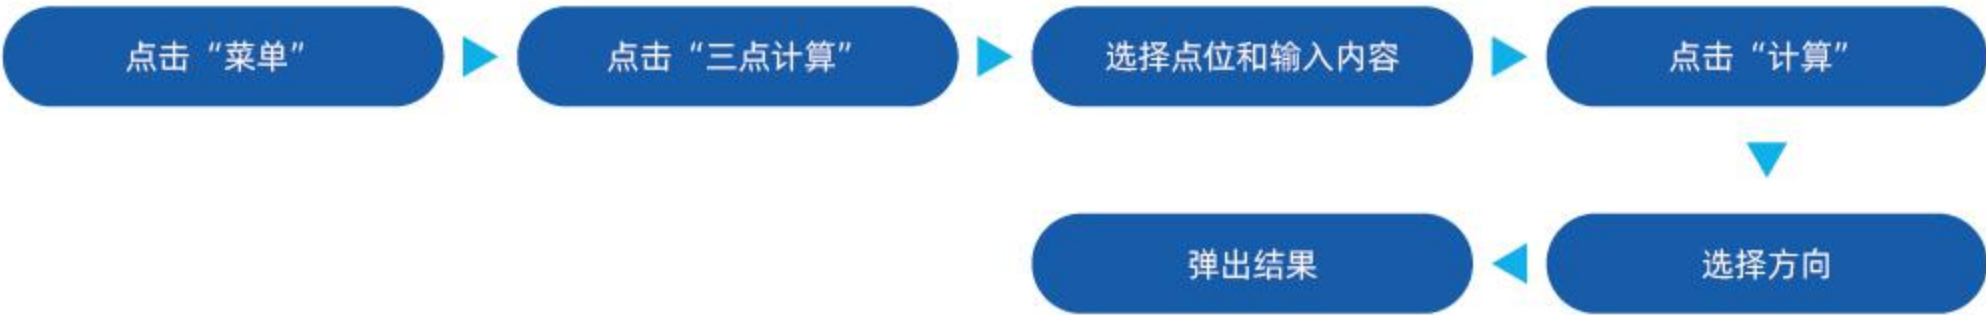 点击“菜单”
点击“三点计算”
选择点位和输入内容
点击“计算”
选择方向
弹出结果